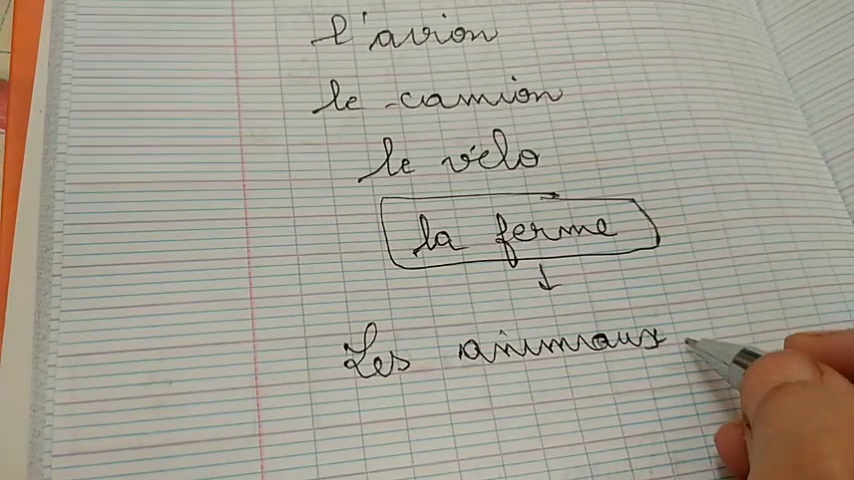 l'avion
le camion
le vélo
la ferme
Les animaux